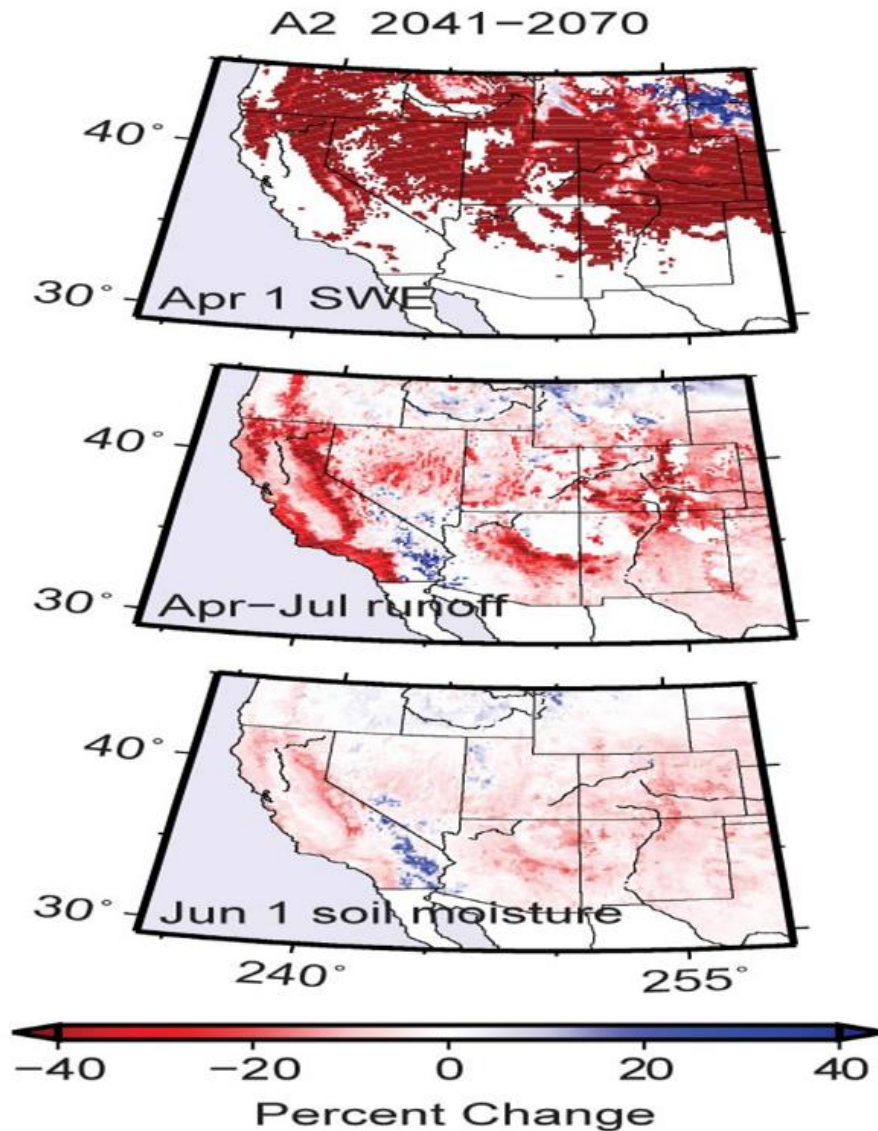 A2 2041−2070
40°
30°
Apr 1 SWE
40°
30°
Apr−Jul runoff
40°
30°
Jun 1 soil moisture
240° 255°
−40 −20 0 20 40
Percent Change